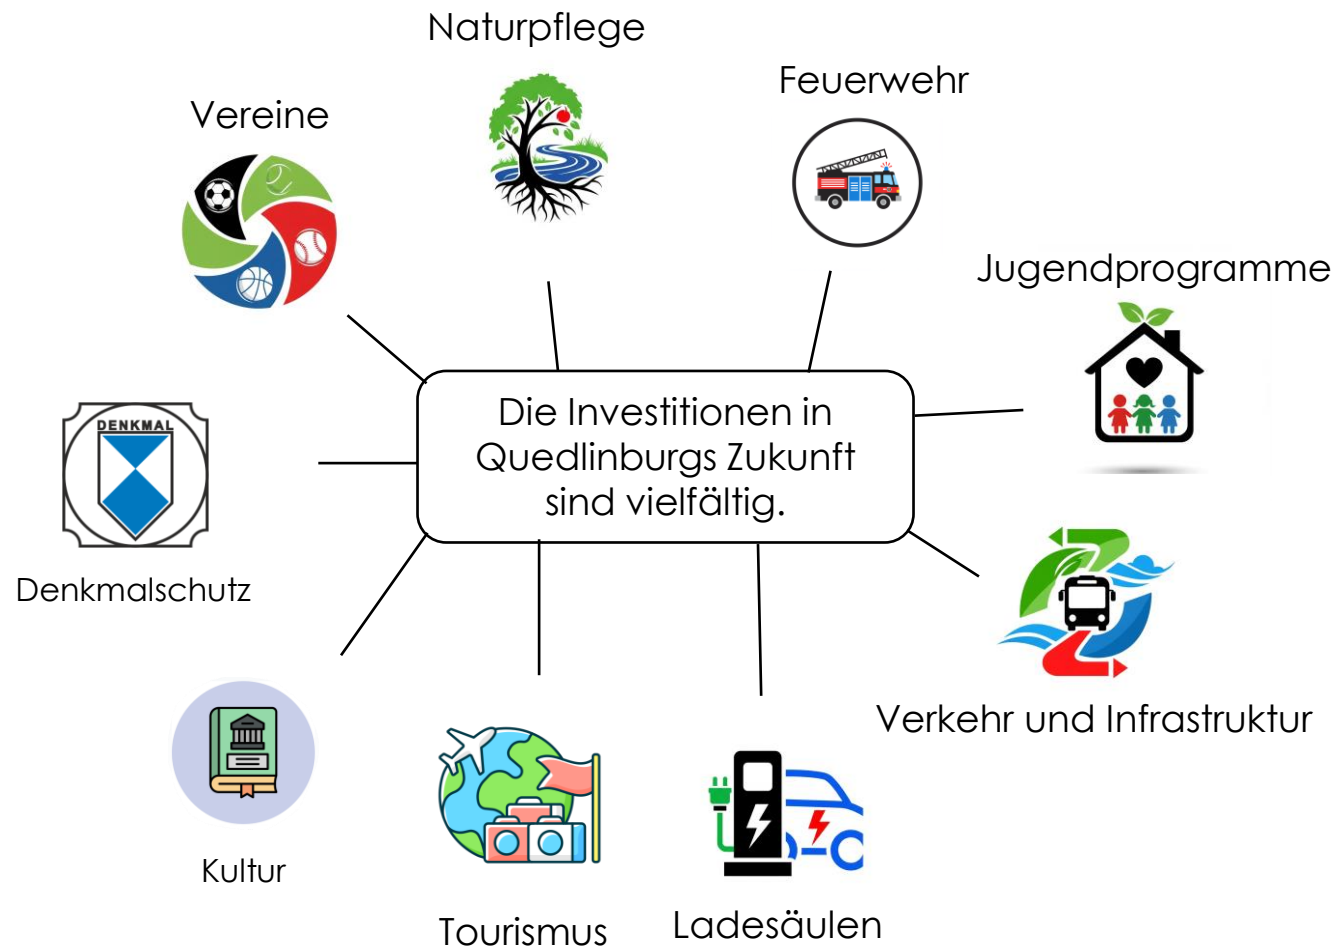 Naturpflege
Feuerwehr
Vereine
Jugendprogramme
Die Investitionen in
Quedlinburgs Zukunft
sind vielfältig.
DENKMAL
Denkmalschutz
Verkehr und Infrastruktur
Kultur
Tourismus
Ladesäulen